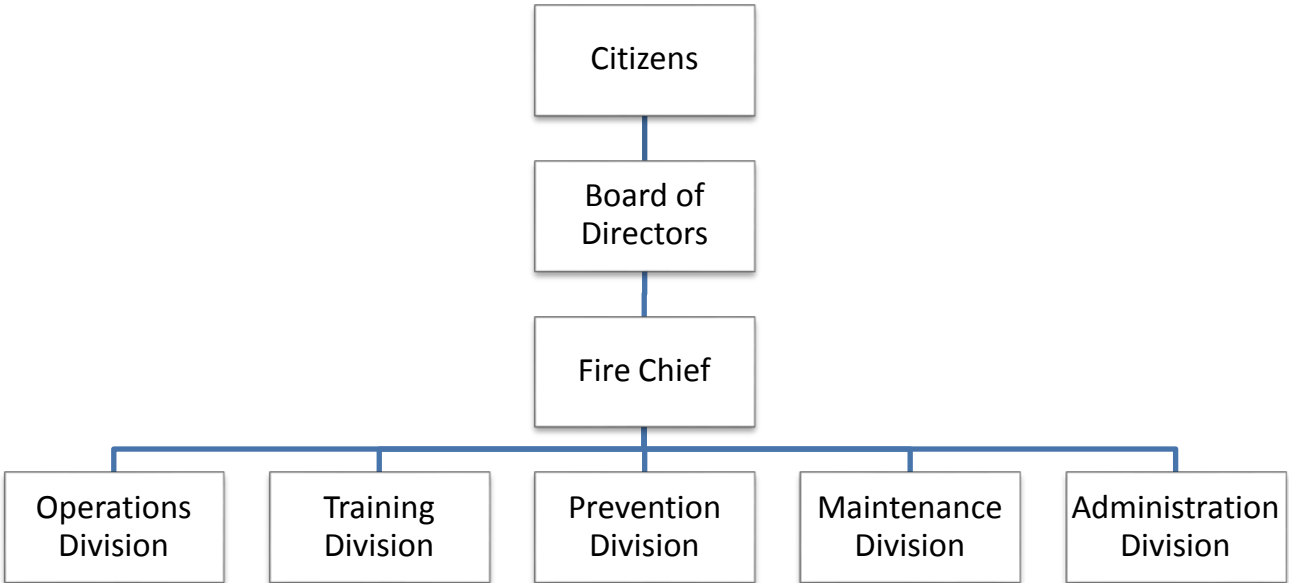 Citizens
Board of
Directors
Fire Chief
Operations
Division
Training
Division
Prevention
Division
Maintenance
Division
Administration
Division